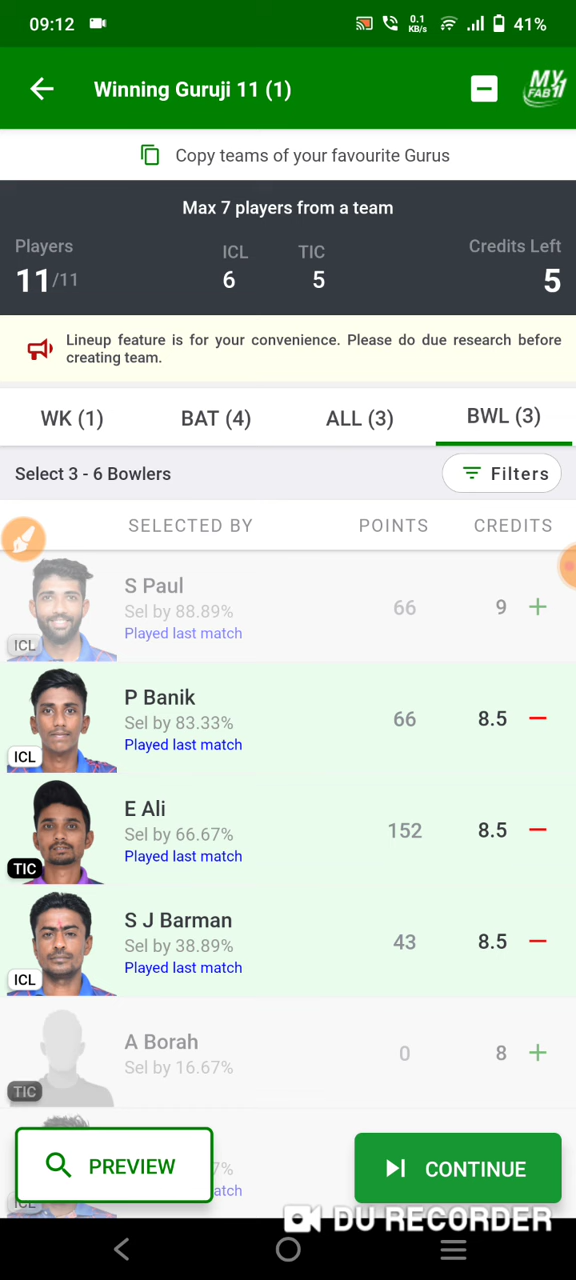 09:12
0.1
KB/s
41%
Winning Guruji 11 (1)
MY
FAB11
Copy teams of your favourite Gurus
Max 7 players from a team
Players
ICL
TIC
Credits Left
11/11
6
5
5
Lineup feature is for your convenience. Please do due research before
creating team.
WK (1)
BAT (4)
ALL (3)
BWL (3)
Select 3 - 6 Bowlers
Filters
SELECTED BY
POINTS
CREDITS
S Paul
Sel by 88.89%
Played last match
ICL
66
9
P Banik
Sel by 83.33%
Played last match
ICL
66
8.5
E Ali
Sel by 66.67%
Played last match
TIC
152
8.5
S J Barman
Sel by 38.89%
Played last match
ICL
43
8.5
A Borah
Sel by 16.67%
TIC
0
8
PREVIEW
7%
atch
CONTINUE
DU RECORDER